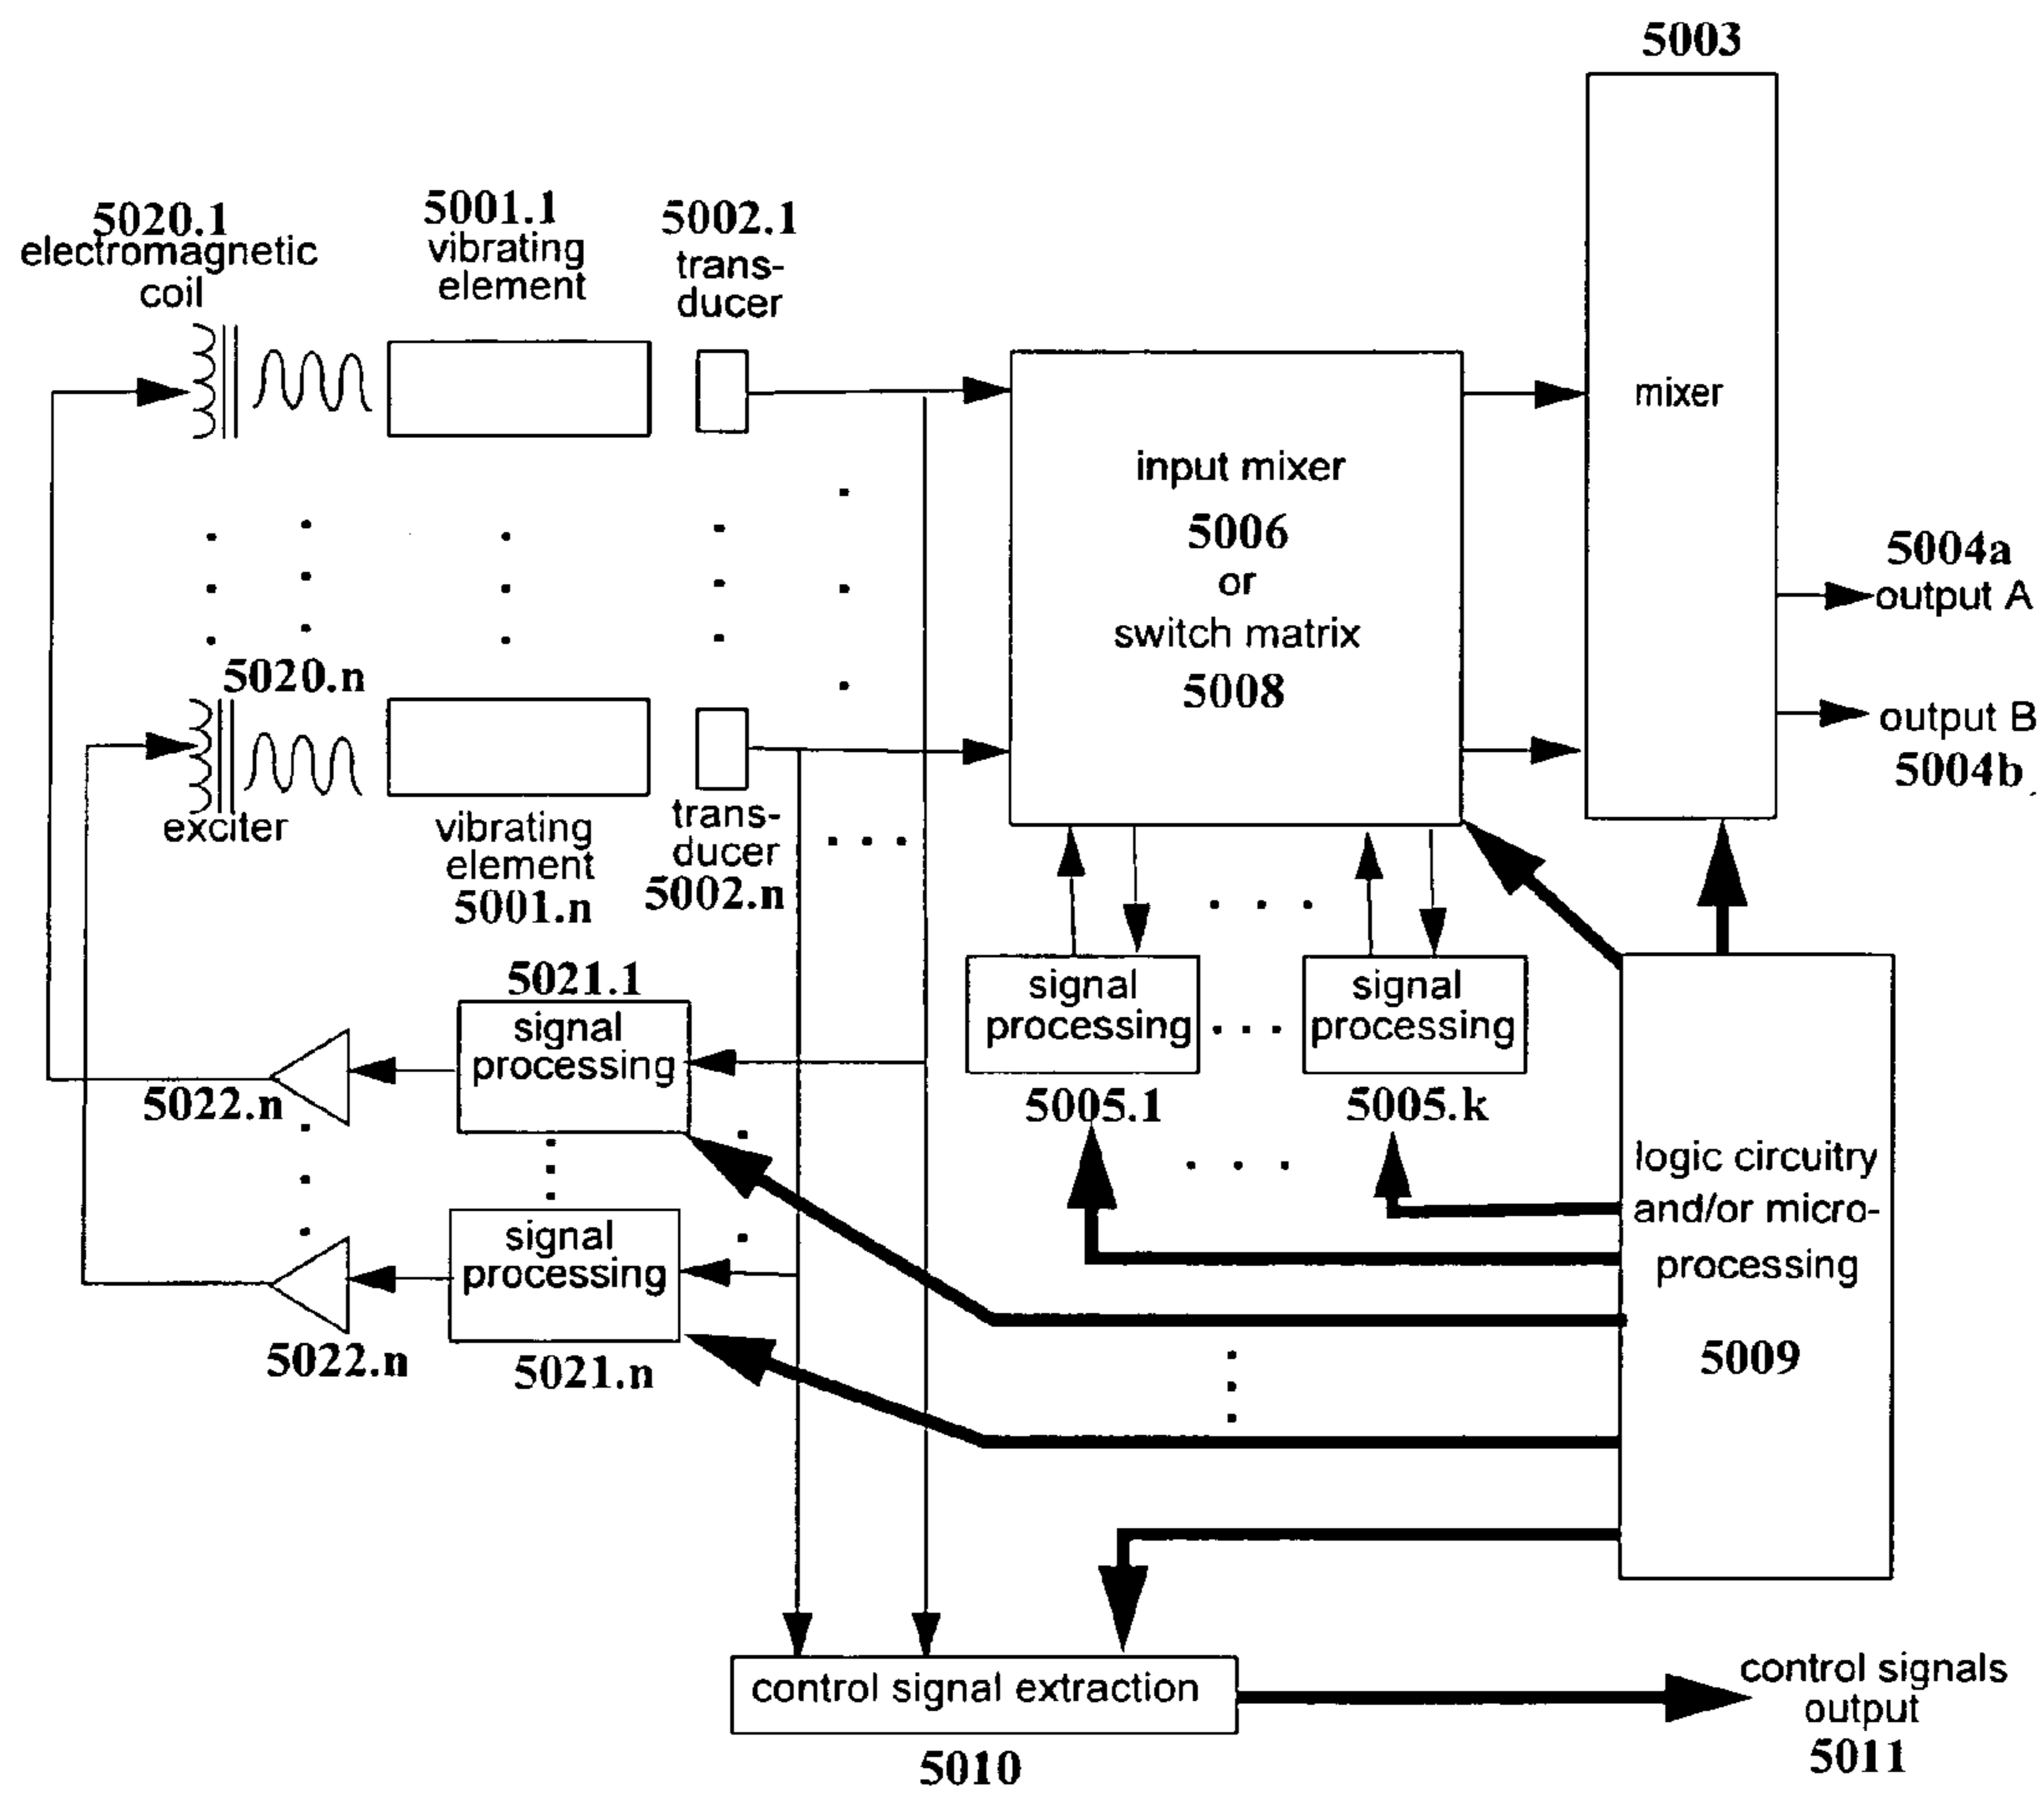 5003
5020.1
electromagnetic
coil
5001.1
vibrating
element
5002.1
trans-
ducer
input mixer
5006
or
switch matrix
5008
mixer
5004a
output A
output B
5004b
5020.n
exciter
vibrating
element
5001.n
trans-
ducer
5002.n
5021.1
signal
processing
5022.n
signal
processing
5021.n
5022.n
signal
processing
5005.1
signal
processing
5005.k
logic circuitry
and/or micro-
processing
5009
control signal extraction
5010
control signals
output
5011